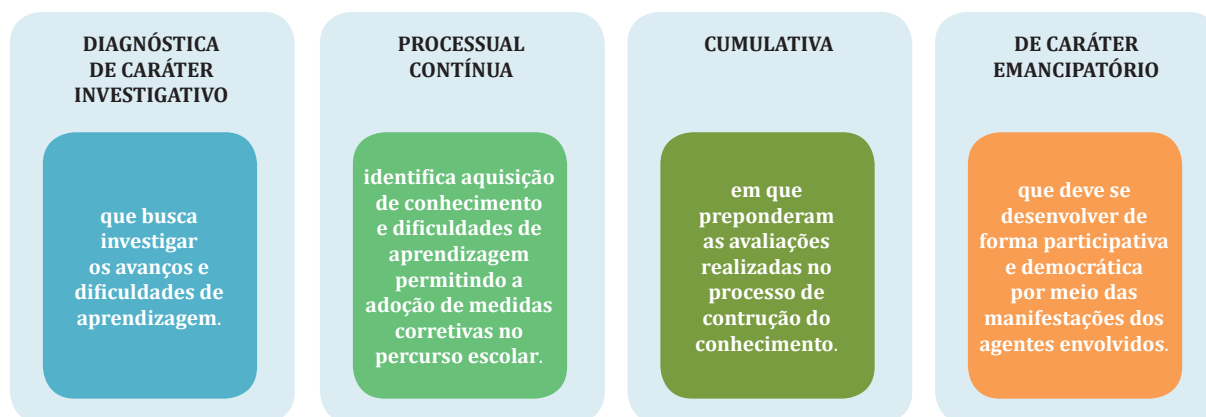 DIAGNÓSTICA
DE CARÁTER
INVESTIGATIVO
que busca
investigar
os avanços e
dificuldades de
aprendizagem.
PROCESSUAL
CONTÍNUA
identifica aquisição
de conhecimento
e dificuldades de
aprendizagem
permitindo a
adoção de medidas
corretivas no
percurso escolar.
CUMULATIVA
em que
preponderam
as avaliações
realizadas no
processo de
contrução do
conhecimento.
DE CARÁTER
EMANCIPATÓRIO
que deve se
desenvolver de
forma participativa
e democrática
por meio das
manifestações dos
agentes envolvidos.